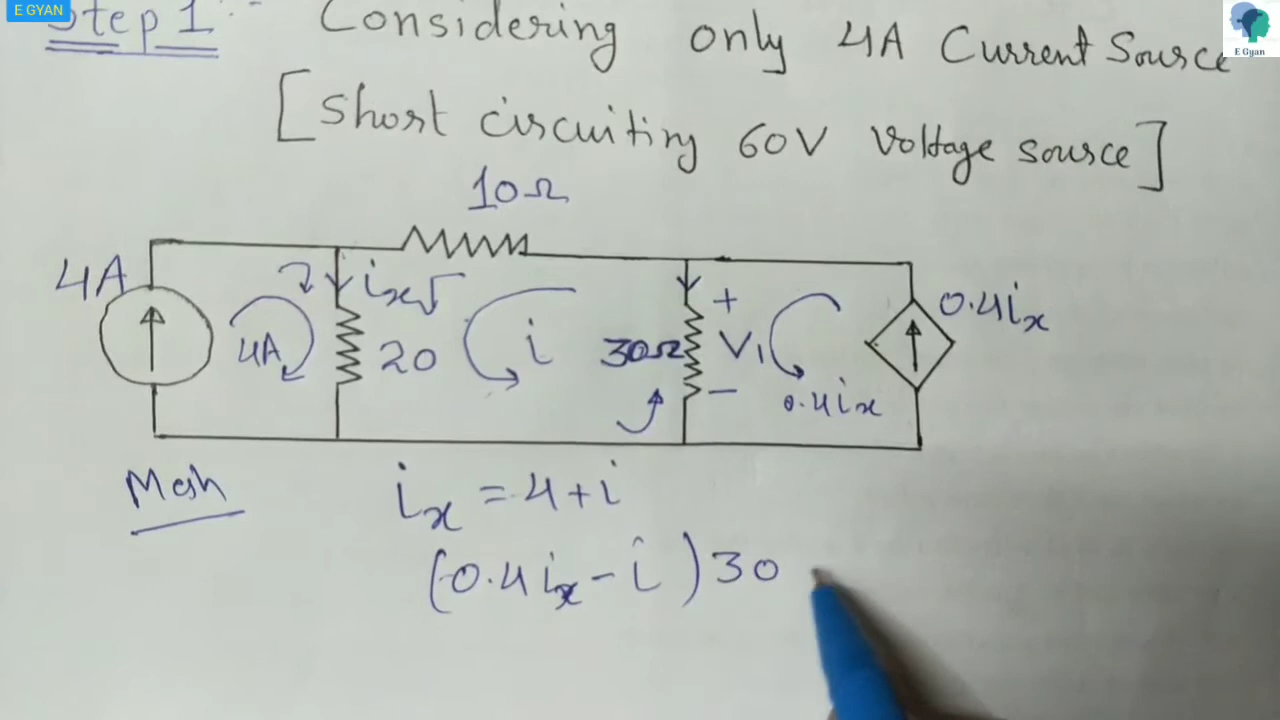 E GYAN
E Gyan
Step 1:- Considering only 4A Current Source
[Short circuiting 60V Voltage source]
10Ω
4A
4A
ix
20
i
30Ω
+
V1
-
0.4ix
0.4ix
Mesh
ix = 4+i
(0.4ix-i)30